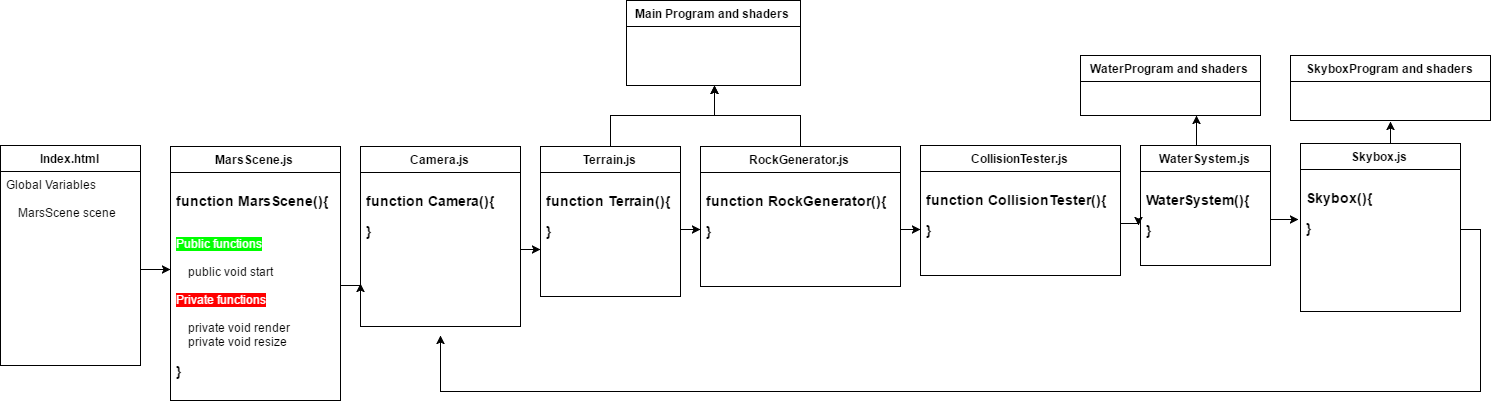 Main Program and shaders
WaterProgram and shaders
SkyboxProgram and shaders
Index.html
Global Variables
MarsScene scene
MarsScene.js
function MarsScene(){
Public functions
public void start
Private functions
private void render
private void resize
}
Camera.js
function Camera(){
}
Terrain.js
function Terrain(){
}
RockGenerator.js
function RockGenerator(){
}
CollisionTester.js
function CollisionTester(){
}
WaterSystem.js
WaterSystem(){
}
Skybox.js
Skybox(){
}